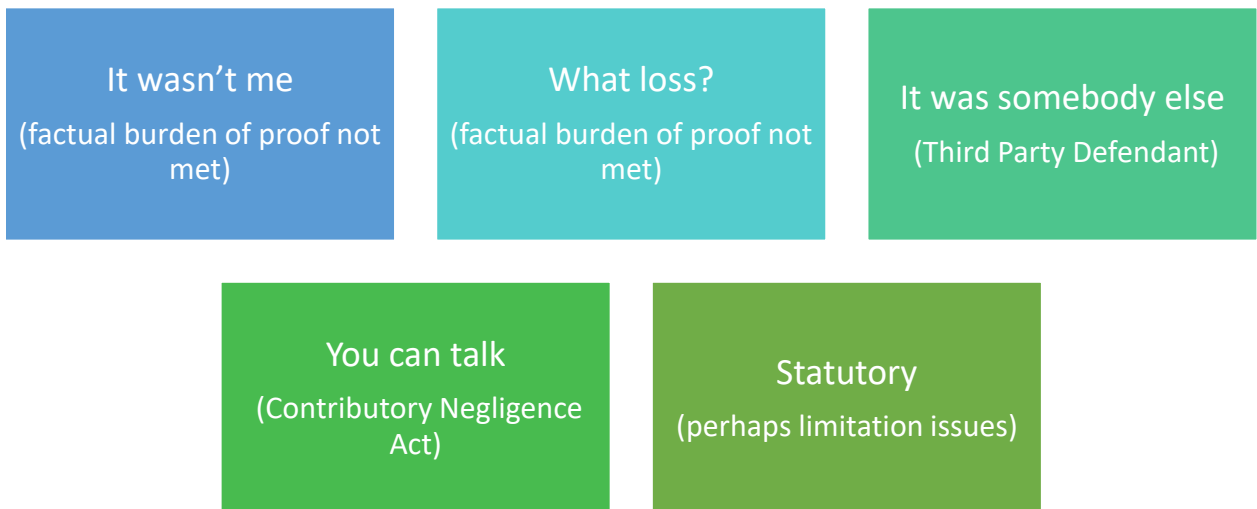 It wasn’t me
(factual burden of proof not
met)
What loss?
(factual burden of proof not
met)
It was somebody else
(Third Party Defendant)
You can talk
(Contributory Negligence
Act)
Statutory
(perhaps limitation issues)